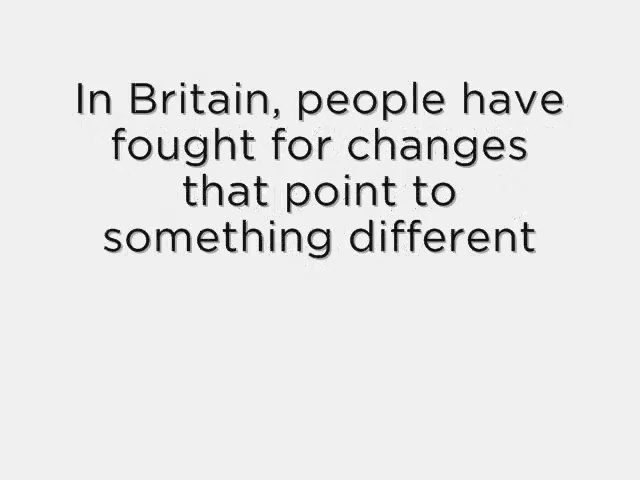 In Britain, people have
fought for changes
that point to
something different